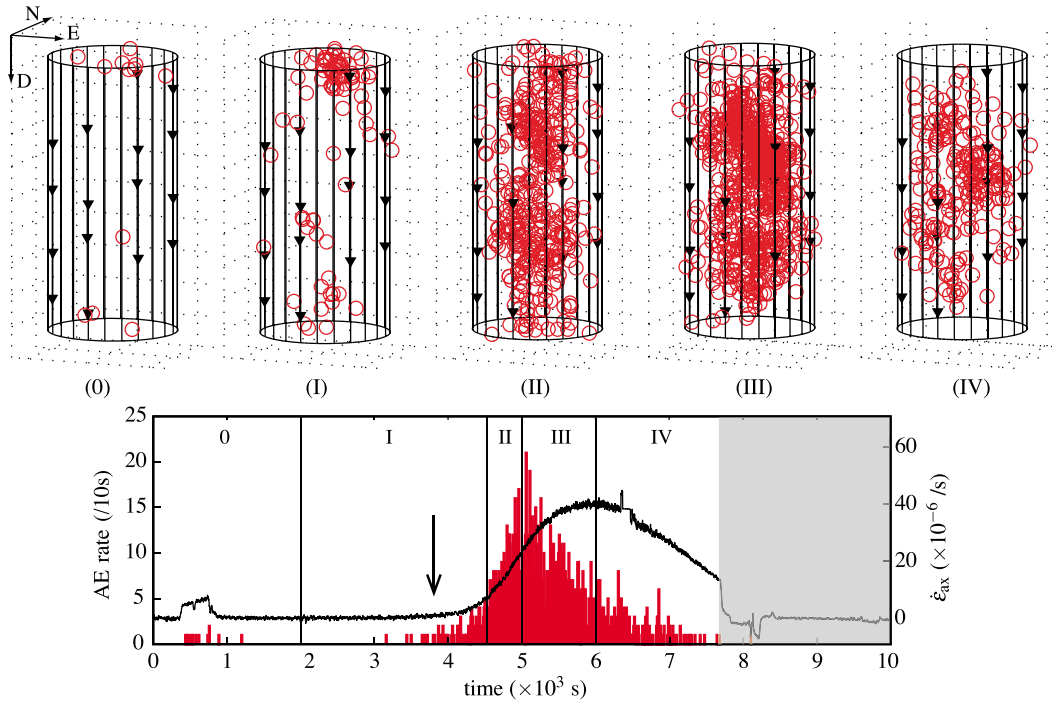 N
E
D
(0) (I) (II) (III) (IV)
25
20
15
10
5
0
AE rate (/10s)
0 I II III IV
60
40
20
0
ε̇ax (×10⁻⁶ /s)
0 1 2 3 4 5 6 7 8 9 10
time (×10³ s)